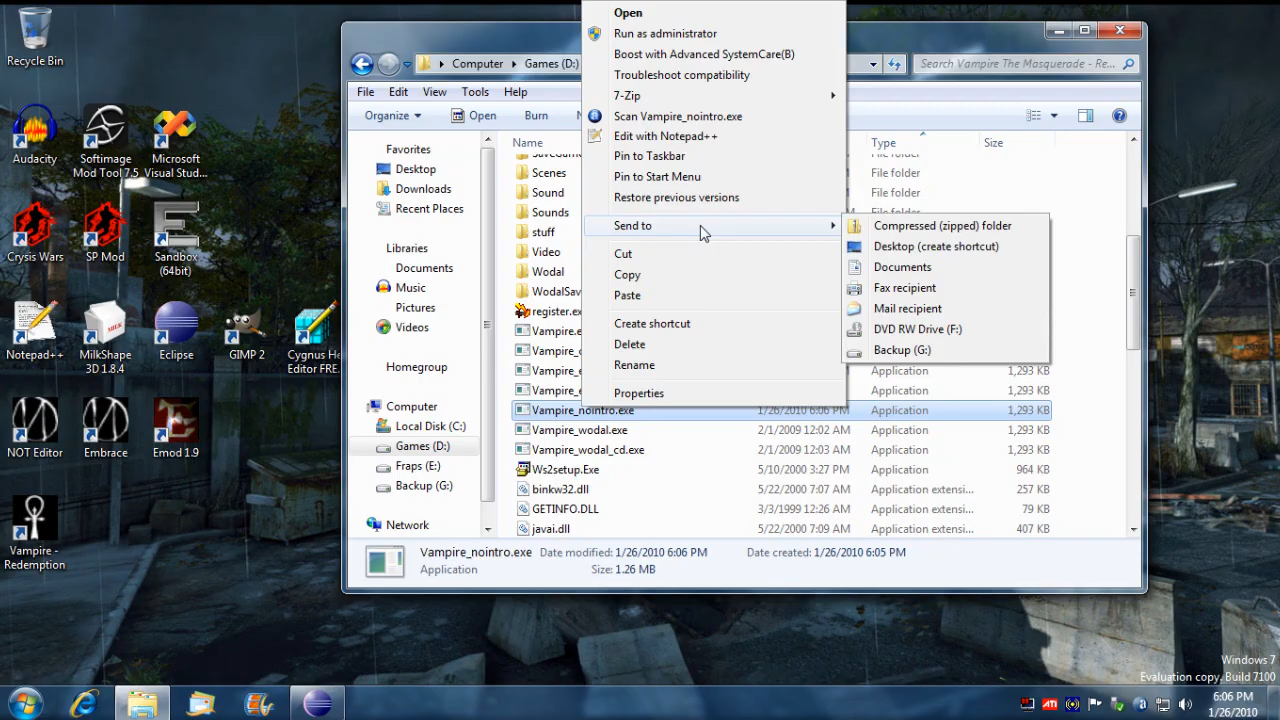 Recycle Bin
Audacity
Softimage
Mod Tool 7.5
Microsoft
Visual Stud...
Crysis Wars
SP Mod
Sandbox
(64bit)
Notepad++
MilkShape
3D 1.8.4
MILK
Eclipse
GIMP 2
Cygnus He
Editor FRE.
NOT Editor
Embrace
Emod 1.9
Vampire -
Redemption
Computer
Games (D:)
Search Vampire The Masquerade - Re...
File
Edit
View
Tools
Help
Organize
Open
Burn
Favorites
Desktop
Downloads
Recent Places
Libraries
Documents
Music
Pictures
Videos
Homegroup
Computer
Local Disk (C:)
Games (D:)
Fraps (E:)
Backup (G:)
Network
Name
Type
Size
SaveGame
File folder
Scenes
File folder
Sound
File folder
Sounds
File folder
stuff
Video
Wodal
WodalSav
register.ex
Vampire.e
Vampire_c
Vampire_e
Application
1,293 KB
Vampire_e
Application
1,293 KB
Vampire_nointro.exe
1/26/2010 6:06 PM
Application
1,293 KB
Vampire_wodal.exe
2/1/2009 12:02 AM
Application
1,293 KB
Vampire_wodal_cd.exe
2/1/2009 12:03 AM
Application
1,293 KB
Ws2setup.Exe
5/10/2000 3:27 PM
Application
964 KB
binkw32.dll
5/22/2000 7:07 AM
Application extensi...
257 KB
GETINFO.DLL
3/3/1999 12:26 AM
Application extensi...
79 KB
javai.dll
5/22/2000 7:09 AM
Application extensi...
407 KB
Vampire_nointro.exe
Date modified: 1/26/2010 6:06 PM
Date created: 1/26/2010 6:05 PM
Application
Size: 1.26 MB
Open
Run as administrator
Boost with Advanced SystemCare(B)
Troubleshoot compatibility
7-Zip
Scan Vampire_nointro.exe
Edit with Notepad++
Pin to Taskbar
Pin to Start Menu
Restore previous versions
Send to
Cut
Copy
Paste
Create shortcut
Delete
Rename
Properties
Compressed (zipped) folder
Desktop (create shortcut)
Documents
Fax recipient
Mail recipient
DVD RW Drive (F:)
Backup (G:)
Windows 7
Evaluation copy. Build 7100
ATI
6:06 PM
1/26/2010